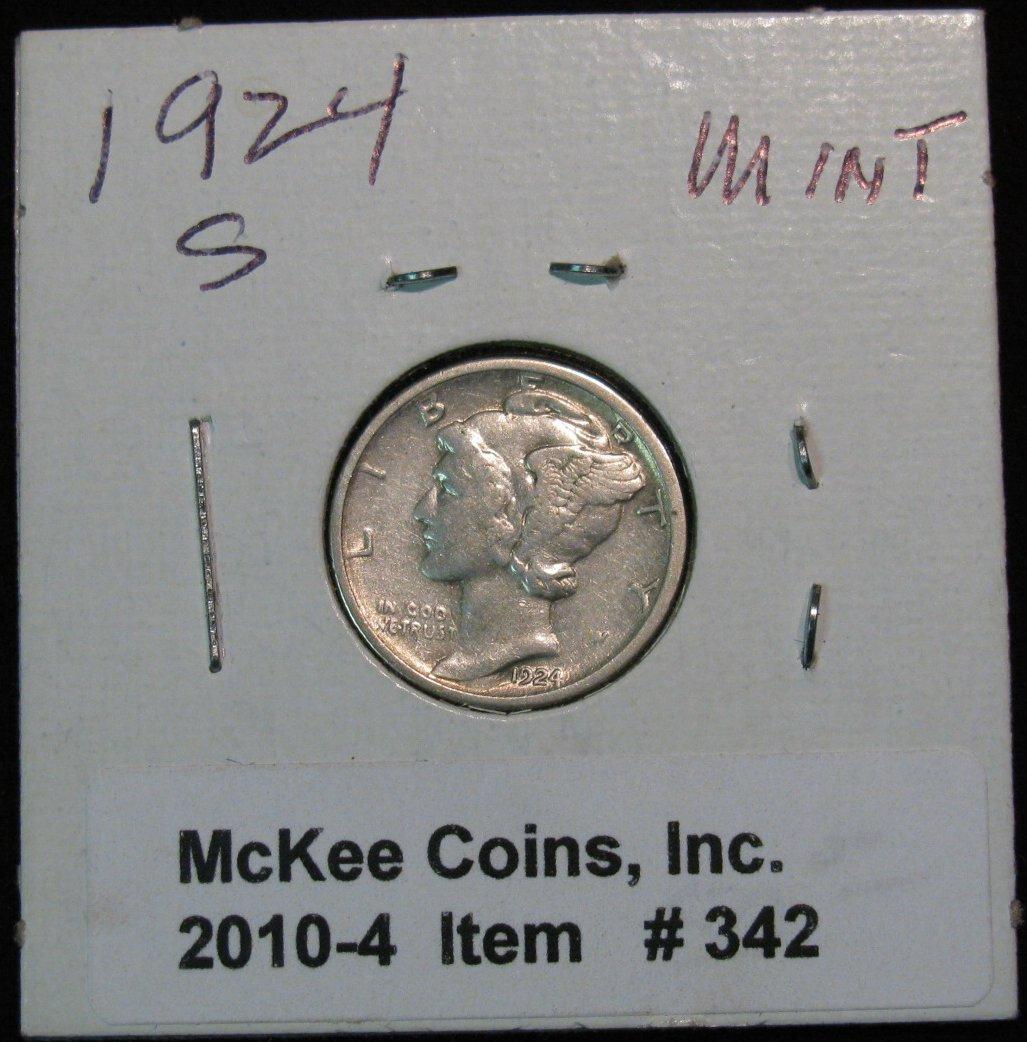 1924 MINT
S
LIBERTY
IN GOD
WE TRUST
1924
McKee Coins, Inc.
2010-4 Item # 342